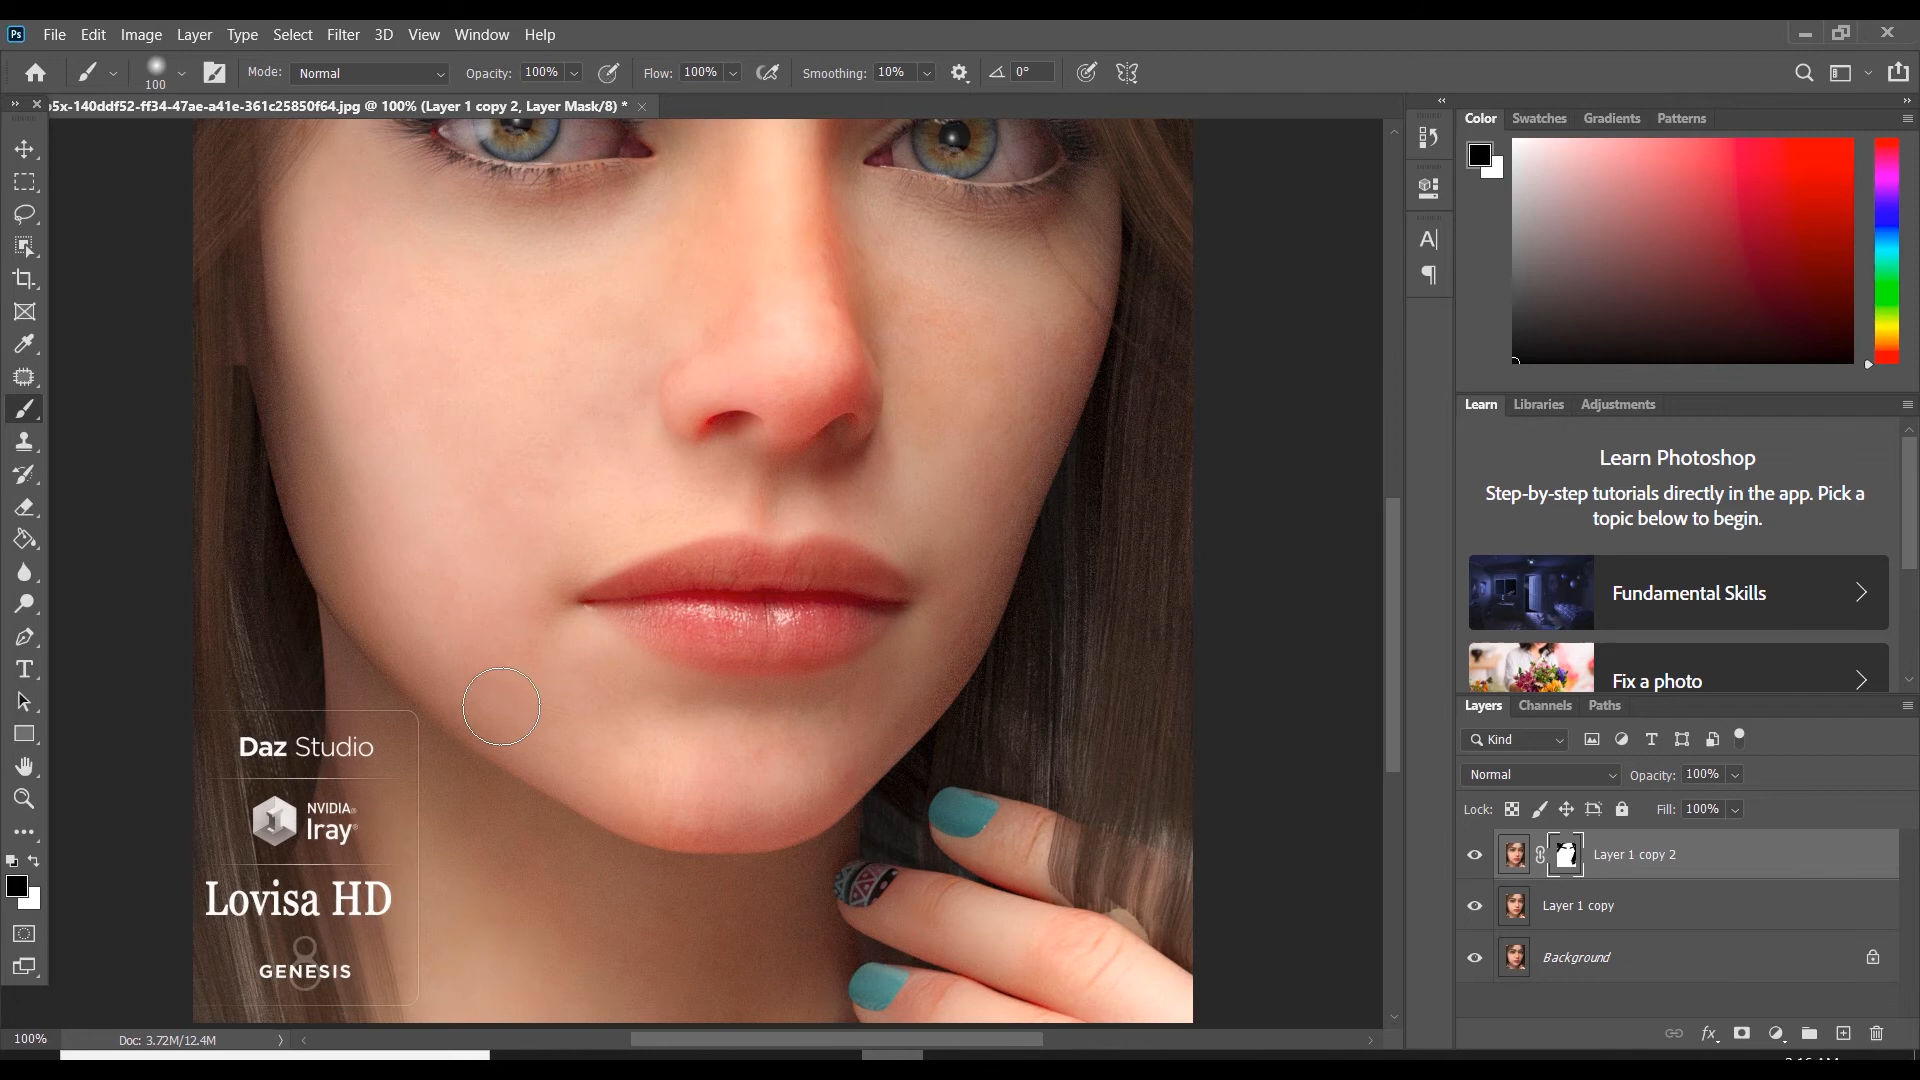 Ps File Edit Image Layer Type Select Filter 3D View Window Help
100 Mode: Normal Opacity: 100% Flow: 100% Smoothing: 10% 0°
b5x-140ddf52-ff34-47ae-a41e-361c25850f64.jpg @ 100% (Layer 1 copy 2, Layer Mask/8) *
Color Swatches Gradients Patterns
Learn Libraries Adjustments
Learn Photoshop
Step-by-step tutorials directly in the app. Pick a
topic below to begin.
Fundamental Skills
Fix a photo
Layers Channels Paths
Kind
Normal Opacity: 100%
Lock: Fill: 100%
Layer 1 copy 2
Layer 1 copy
Background
Daz Studio
NVIDIA®
Iray®
Lovisa HD
8
GENESIS
100% Doc: 3.72M/12.4M